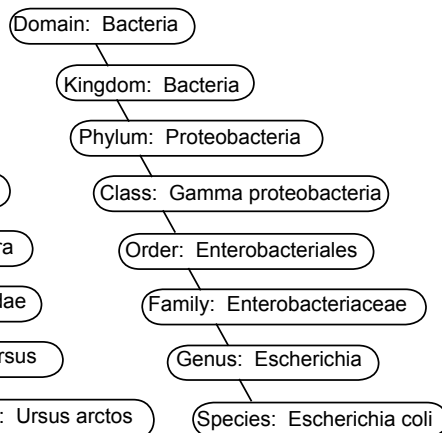 Domain: Bacteria
Kingdom: Bacteria
Phylum: Proteobacteria
Class: Gamma proteobacteria
Order: Enterobacteriales
Family: Enterobacteriaceae
Genus: Escherichia
: Ursus arctos
Species: Escherichia coli